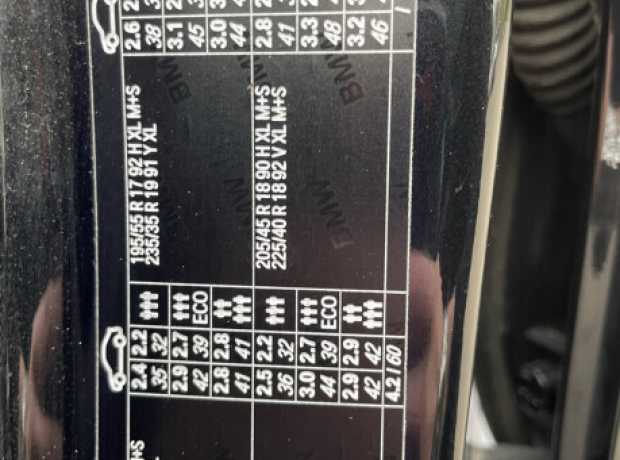 2.4 2.2 195/55 R 17 92 H XL M+S 2.6
35 32 235/35 R 19 91 Y XL 38
2.9 2.7 3.1
42 39 ECO 45
2.8 2.8 3.0
41 41 44
2.5 2.2 205/45 R 18 90 H XL M+S 2.8
36 32 225/40 R 18 92 V XL M+S 41
3.0 2.7 3.3
44 39 ECO 48
2.9 2.9 3.2
42 42 46
4.2 / 60 /
BMW
BMW
BMW
BMW